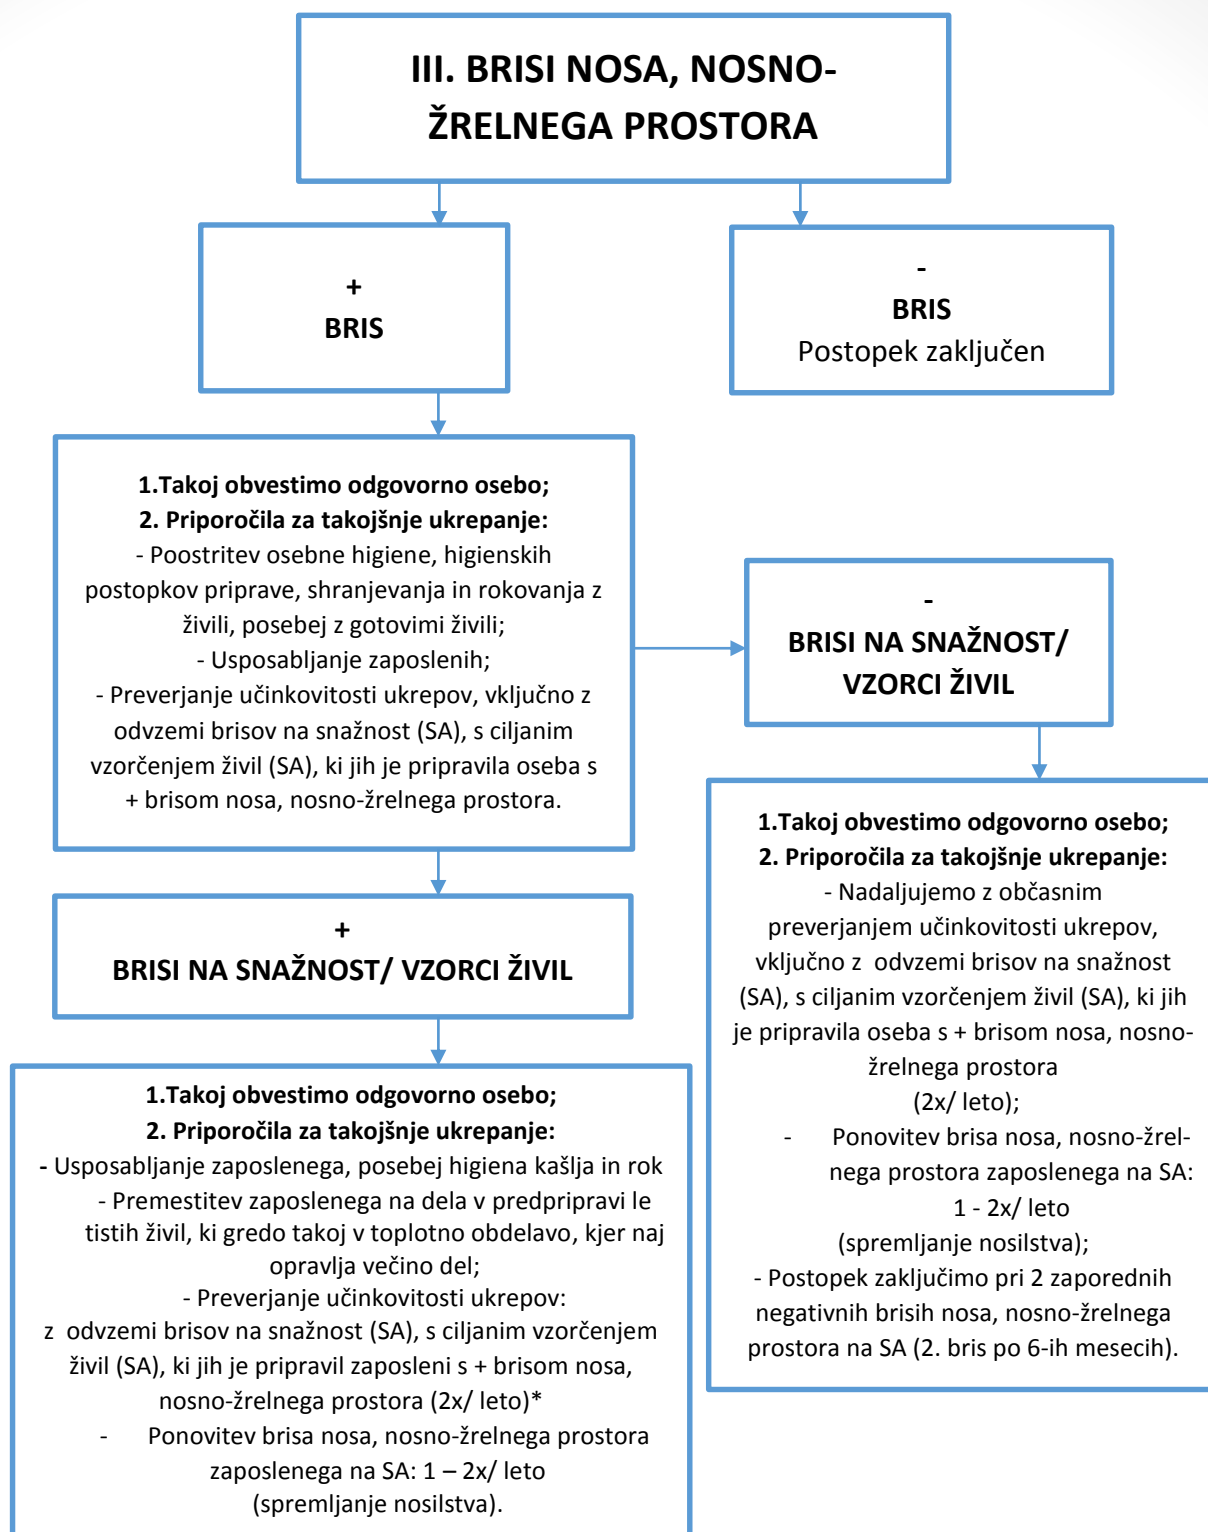 III. BRISI NOSA, NOSNO-
ŽRELNEGA PROSTORA
+
BRIS
-
BRIS
Postopek zaključen
1.Takoj obvestimo odgovorno osebo;
2. Priporočila za takojšnje ukrepanje:
- Poostritev osebne higiene, higienskih
postopkov priprave, shranjevanja in rokovanja z
živili, posebej z gotovimi živili;
- Usposabljanje zaposlenih;
- Preverjanje učinkovitosti ukrepov, vključno z
odvzemi brisov na snažnost (SA), s ciljanim
vzorčenjem živil (SA), ki jih je pripravila oseba s
+ brisom nosa, nosno-žrelnega prostora.
-
BRISI NA SNAŽNOST/
VZORCI ŽIVIL
+
BRISI NA SNAŽNOST/ VZORCI ŽIVIL
1.Takoj obvestimo odgovorno osebo;
2. Priporočila za takojšnje ukrepanje:
- Nadaljujemo z občasnim
preverjanjem učinkovitosti ukrepov,
vključno z odvzemi brisov na snažnost
(SA), s ciljanim vzorčenjem živil (SA), ki jih
je pripravila oseba s + brisom nosa, nosno-
žrelnega prostora
(2x/ leto);
- Ponovitev brisa nosa, nosno-žrel-
nega prostora zaposlenega na SA:
1 - 2x/ leto
(spremljanje nosilstva);
- Postopek zaključimo pri 2 zaporednih
negativnih brisih nosa, nosno-žrelnega
prostora na SA (2. bris po 6-ih mesecih).
1.Takoj obvestimo odgovorno osebo;
2. Priporočila za takojšnje ukrepanje:
- Usposabljanje zaposlenega, posebej higiena kašlja in rok
- Premestitev zaposlenega na dela v predpripravi le
tistih živil, ki gredo takoj v toplotno obdelavo, kjer naj
opravlja večino del;
- Preverjanje učinkovitosti ukrepov:
z odvzemi brisov na snažnost (SA), s ciljanim vzorčenjem
živil (SA), ki jih je pripravil zaposleni s + brisom nosa,
nosno-žrelnega prostora (2x/ leto)*
- Ponovitev brisa nosa, nosno-žrelnega prostora
zaposlenega na SA: 1 – 2x/ leto
(spremljanje nosilstva).